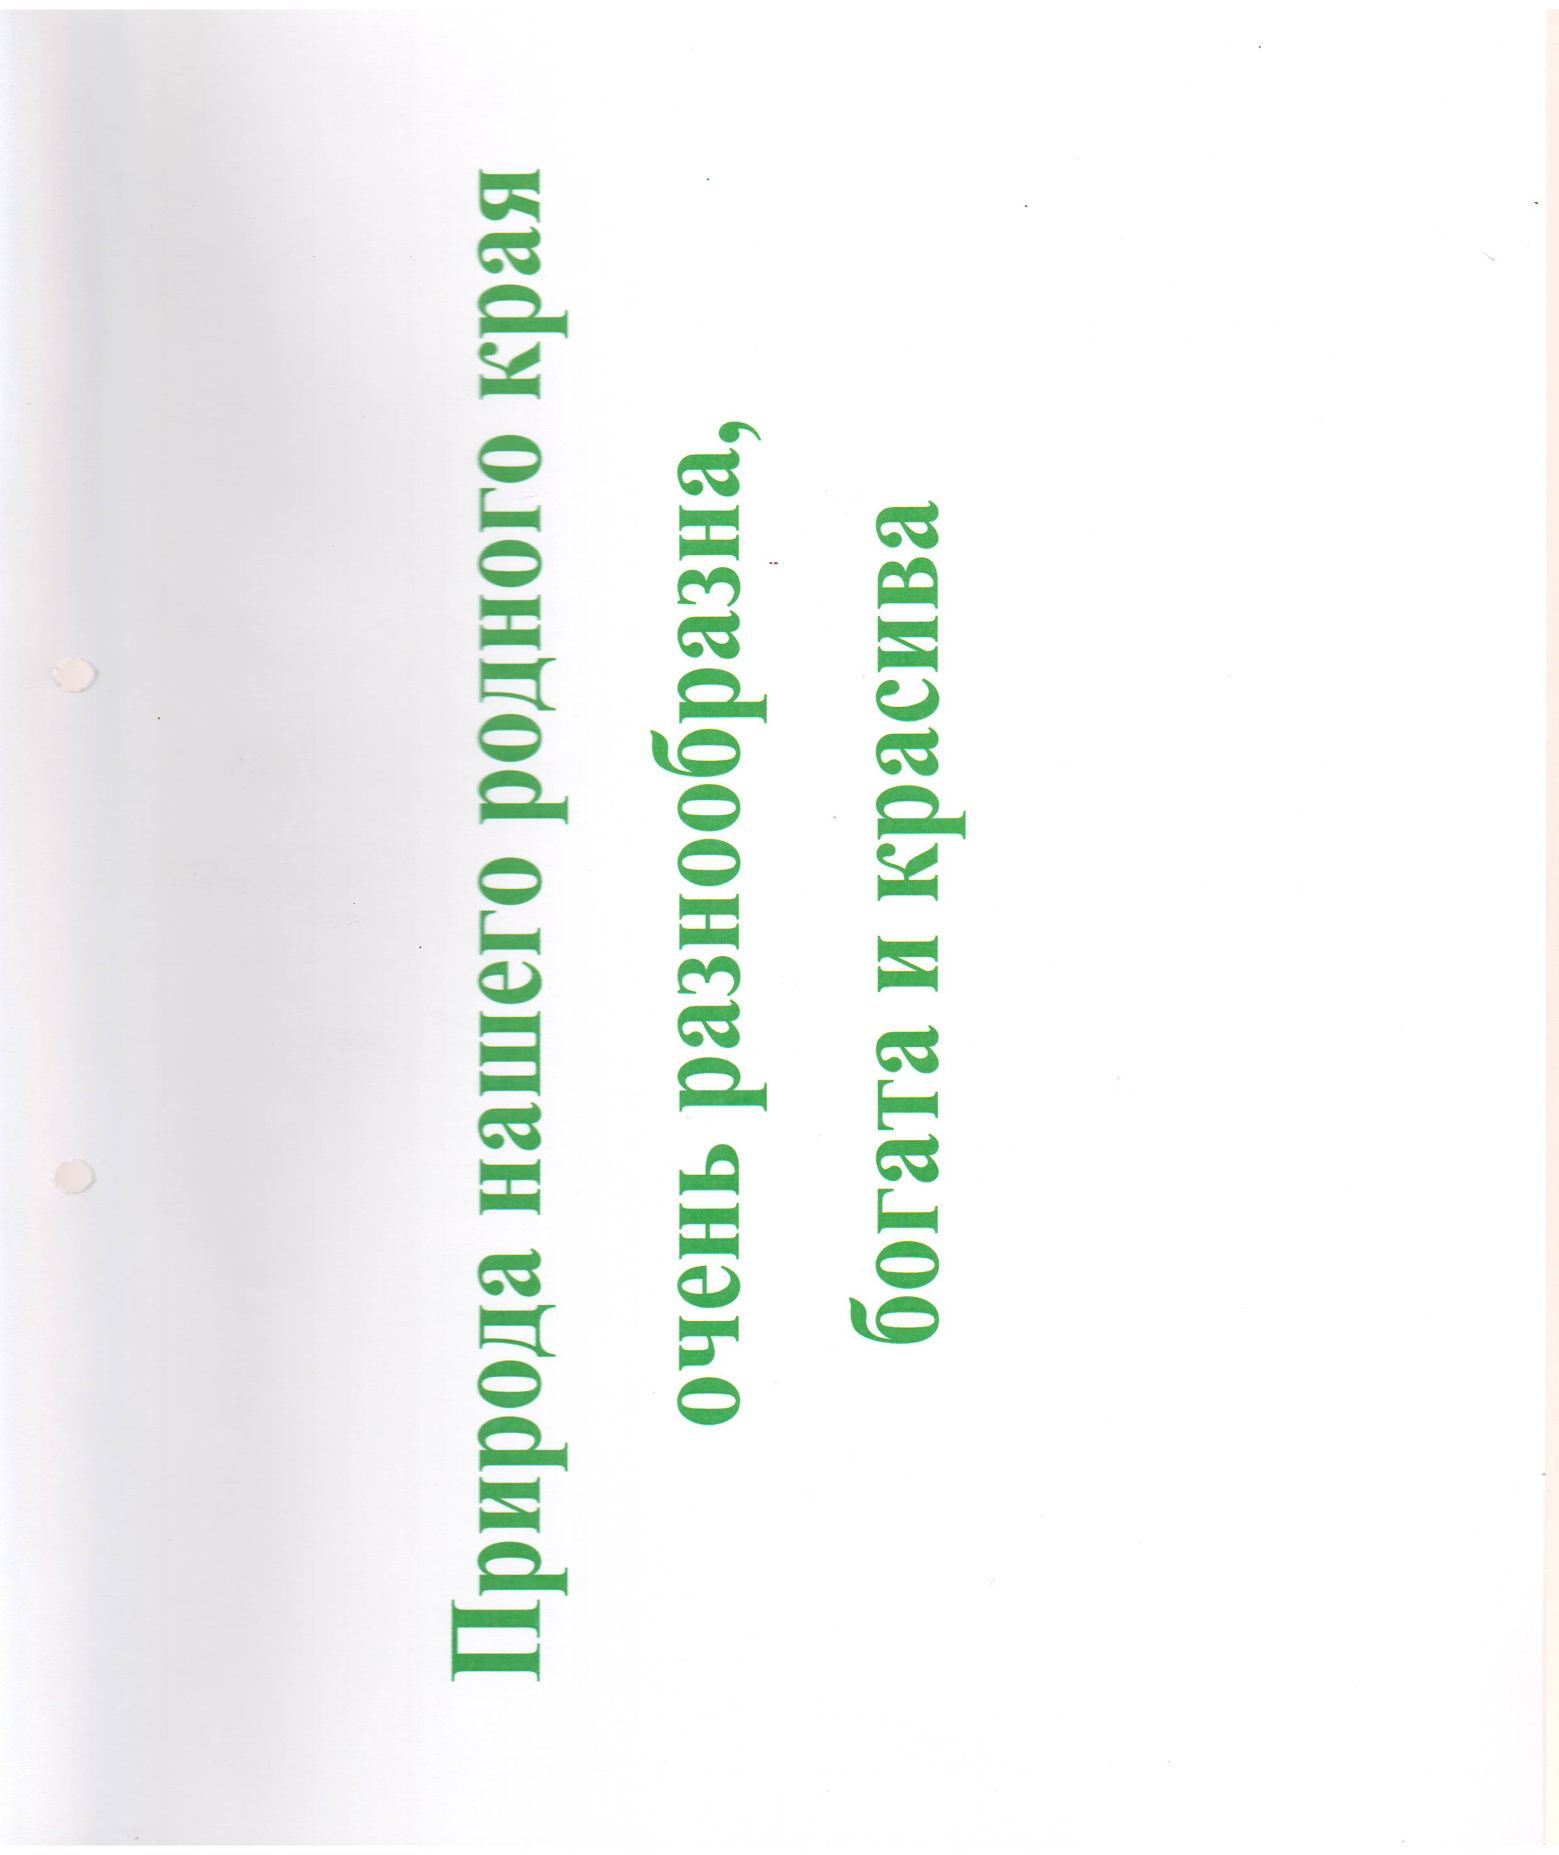 Природа нашего родного края
очень разнообразна,
богата и красива